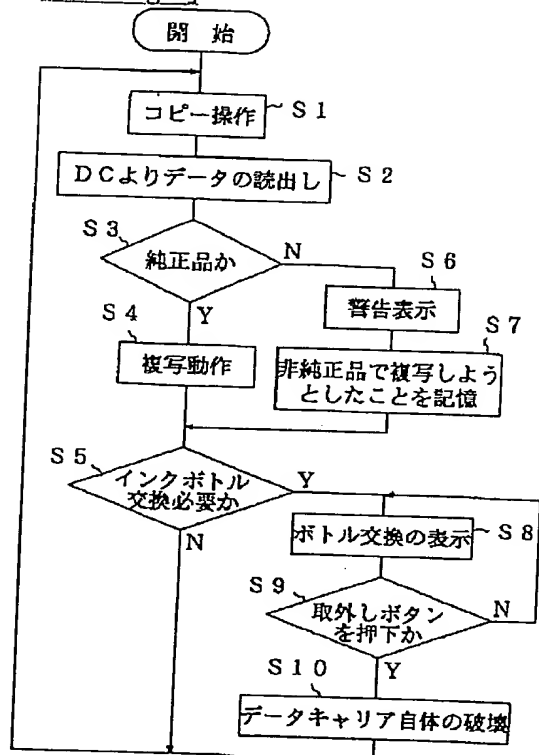 開 始
コピー操作
S1
DCよりデータの読出し
S2
S3
純正品か
N
Y
S6
警告表示
S4
複写動作
S7
非純正品で複写しよう
としたことを記憶
S5
インクボトル
交換必要か
Y
N
ボトル交換の表示
S8
S9
取外しボタン
を押下か
N
Y
S10
データキャリア自体の破壊